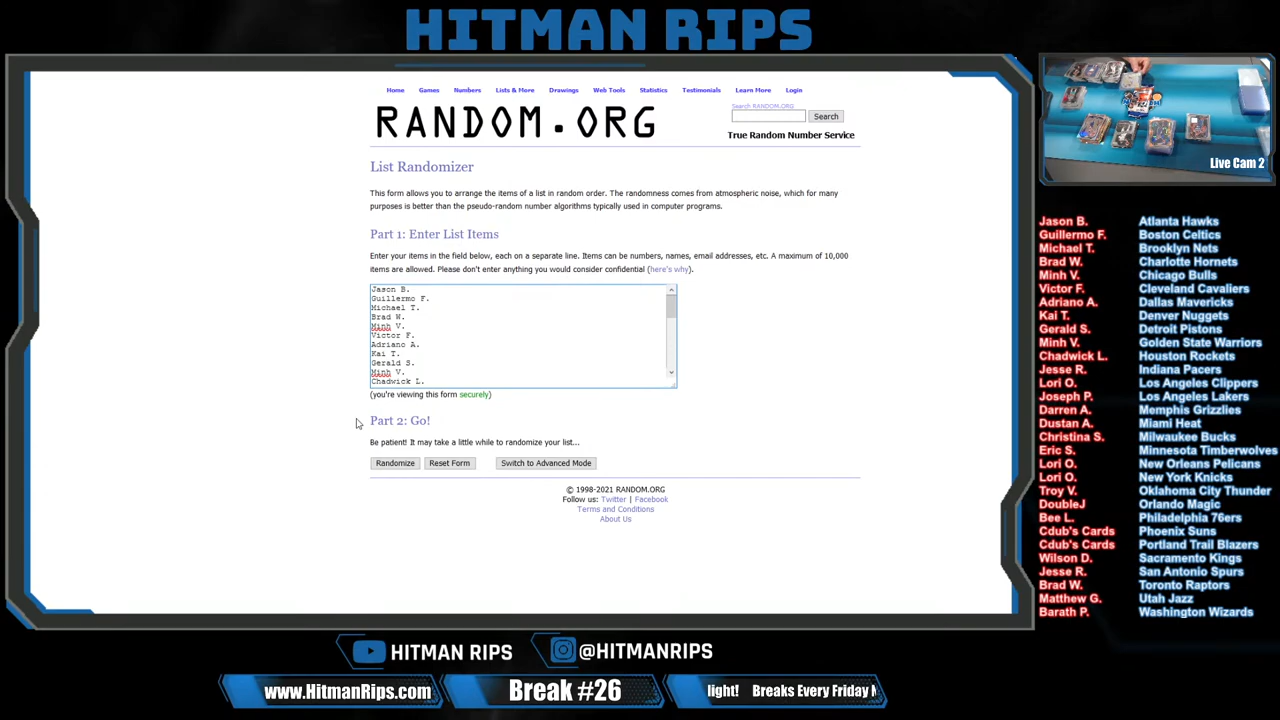 HITMAN RIPS
Home Games Numbers Lists & More Drawings Web Tools Statistics Testimonials Learn More Login
RANDOM.ORG
Search RANDOM.ORG
Search
True Random Number Service
List Randomizer
This form allows you to arrange the items of a list in random order. The randomness comes from atmospheric noise, which for many
purposes is better than the pseudo-random number algorithms typically used in computer programs.
Part 1: Enter List Items
Enter your items in the field below, each on a separate line. Items can be numbers, names, email addresses, etc. A maximum of 10,000
items are allowed. Please don't enter anything you would consider confidential (here's why).
Jason B.
Guillermo F.
Michael T.
Brad W.
Minh V.
Victor F.
Adriano A.
Kai T.
Gerald S.
Minh V.
Chadwick L.
(you're viewing this form securely)
Part 2: Go!
Be patient! It may take a little while to randomize your list...
Randomize Reset Form Switch to Advanced Mode
© 1998-2021 RANDOM.ORG
Follow us: Twitter | Facebook
Terms and Conditions
About Us
Live Cam 2
Jason B. Atlanta Hawks
Guillermo F. Boston Celtics
Michael T. Brooklyn Nets
Brad W. Charlotte Hornets
Minh V. Chicago Bulls
Victor F. Cleveland Cavaliers
Adriano A. Dallas Mavericks
Kai T. Denver Nuggets
Gerald S. Detroit Pistons
Minh V. Golden State Warriors
Chadwick L. Houston Rockets
Jesse R. Indiana Pacers
Lori O. Los Angeles Clippers
Joseph P. Los Angeles Lakers
Darren A. Memphis Grizzlies
Dustan A. Miami Heat
Christina S. Milwaukee Bucks
Eric S. Minnesota Timberwolves
Lori O. New Orleans Pelicans
Lori O. New York Knicks
Troy V. Oklahoma City Thunder
DoubleJ Orlando Magic
Bee L. Philadelphia 76ers
Cdub's Cards Phoenix Suns
Cdub's Cards Portland Trail Blazers
Wilson D. Sacramento Kings
Jesse R. San Antonio Spurs
Brad W. Toronto Raptors
Matthew G. Utah Jazz
Barath P. Washington Wizards
HITMAN RIPS @HITMANRIPS
www.HitmanRips.com Break #26 light! Breaks Every Friday N